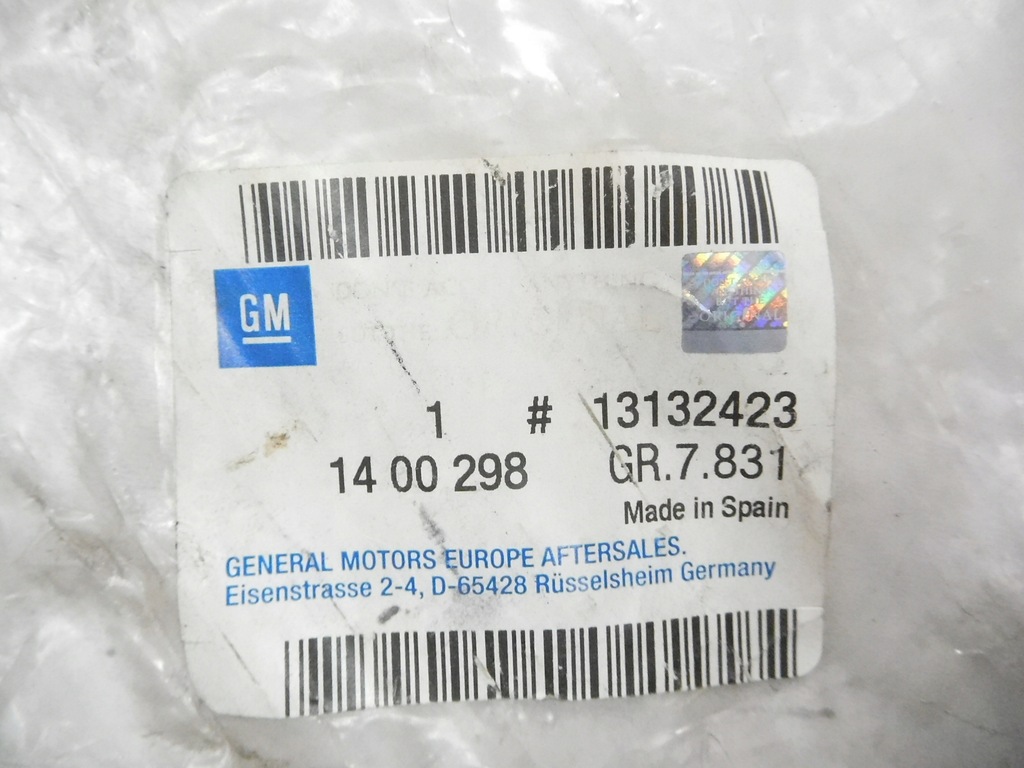 GM
1 # 13132423
14 00 298 GR.7.831
Made in Spain
GENERAL MOTORS EUROPE AFTERSALES.
Eisenstrasse 2-4, D-65428 Rüsselsheim Germany